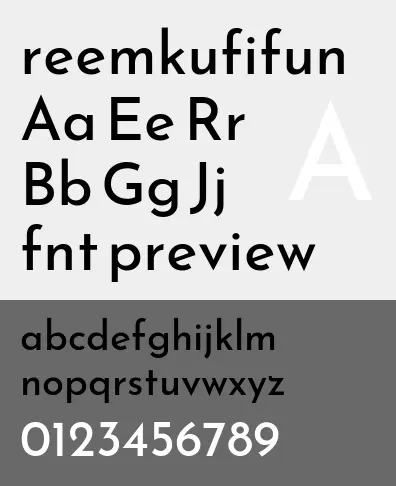 reemkufifun
Aa Ee Rr
A
Bb Gg Jj
fnt preview
abcdefghijklm
nopqrstuvwxyz
0123456789